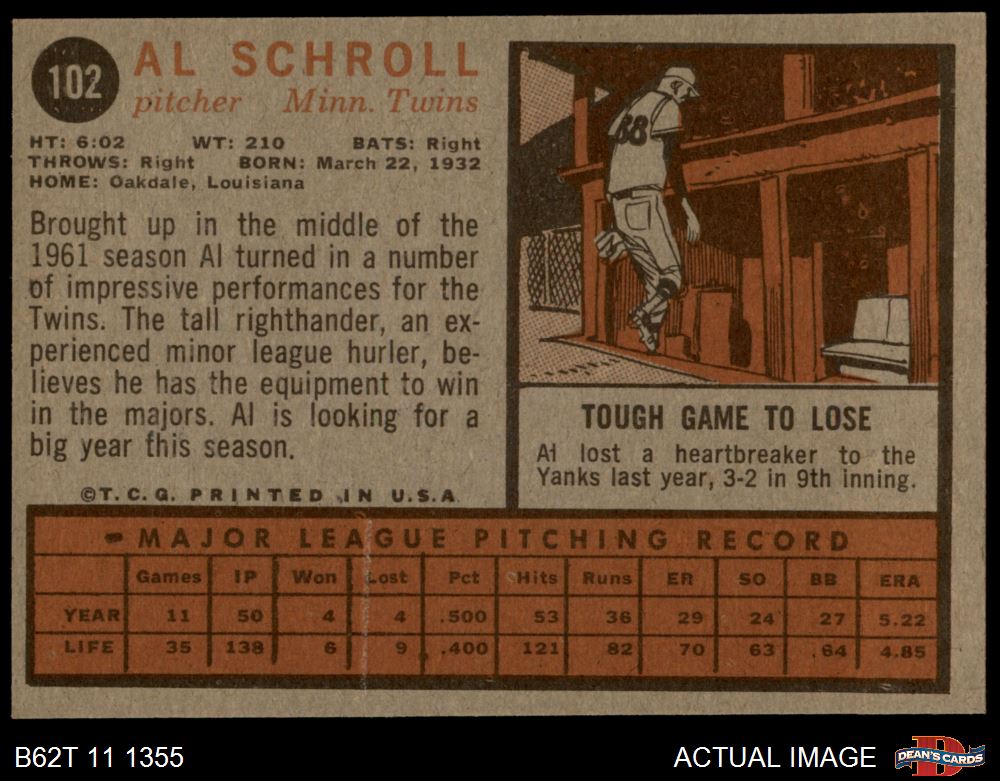 102
AL SCHROLL
pitcher Minn. Twins
HT: 6:02 WT: 210 BATS: Right
THROWS: Right BORN: March 22, 1932
HOME: Oakdale, Louisiana
Brought up in the middle of the
1961 season Al turned in a number
of impressive performances for the
Twins. The tall righthander, an ex-
perienced minor league hurler, be-
lieves he has the equipment to win
in the majors. Al is looking for a
big year this season.
©T.C.G. PRINTED IN U.S.A.
38
TOUGH GAME TO LOSE
Al lost a heartbreaker to the
Yanks last year, 3-2 in 9th inning.
MAJOR LEAGUE PITCHING RECORD
Games IP Won Lost Pct Hits Runs ER SO BB ERA
YEAR 11 50 4 4 .500 53 36 29 24 27 5.22
LIFE 35 138 6 9 .400 121 82 70 63 64 4.85
B62T 11 1355
ACTUAL IMAGE
D
DEAN'S CARDS